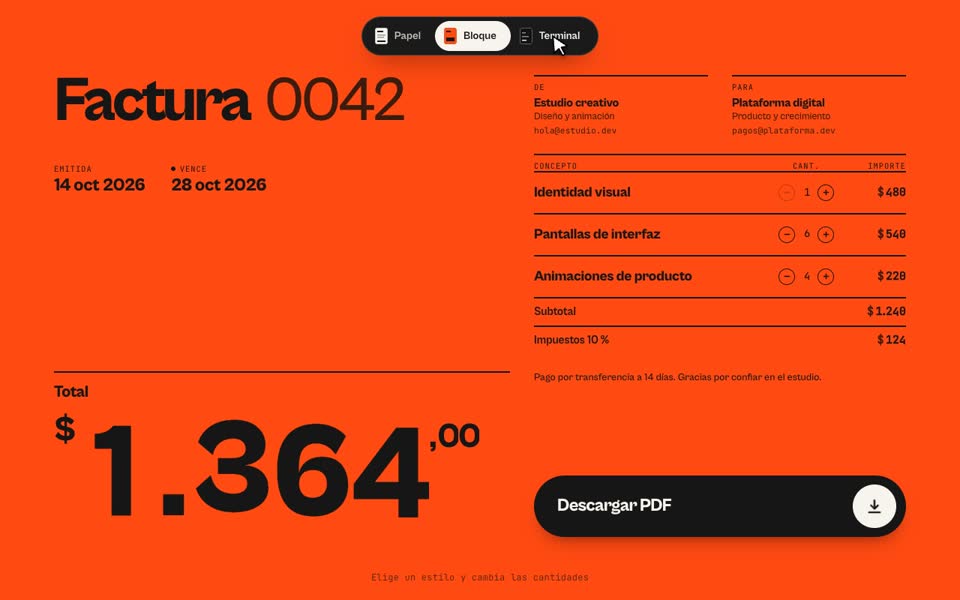 Papel Bloque Terminal
Factura 0042
EMITIDA
14 oct 2026
VENCE
28 oct 2026
DE
Estudio creativo
Diseño y animación
hola@estudio.dev
PARA
Plataforma digital
Producto y crecimiento
pagos@plataforma.dev
CONCEPTO CANT. IMPORTE
Identidad visual − 1 + $480
Pantallas de interfaz − 6 + $540
Animaciones de producto − 4 + $220
Subtotal $1.240
Impuestos 10 % $124
Pago por transferencia a 14 días. Gracias por confiar en el estudio.
Total
$1.364,00
Descargar PDF
Elige un estilo y cambia las cantidades